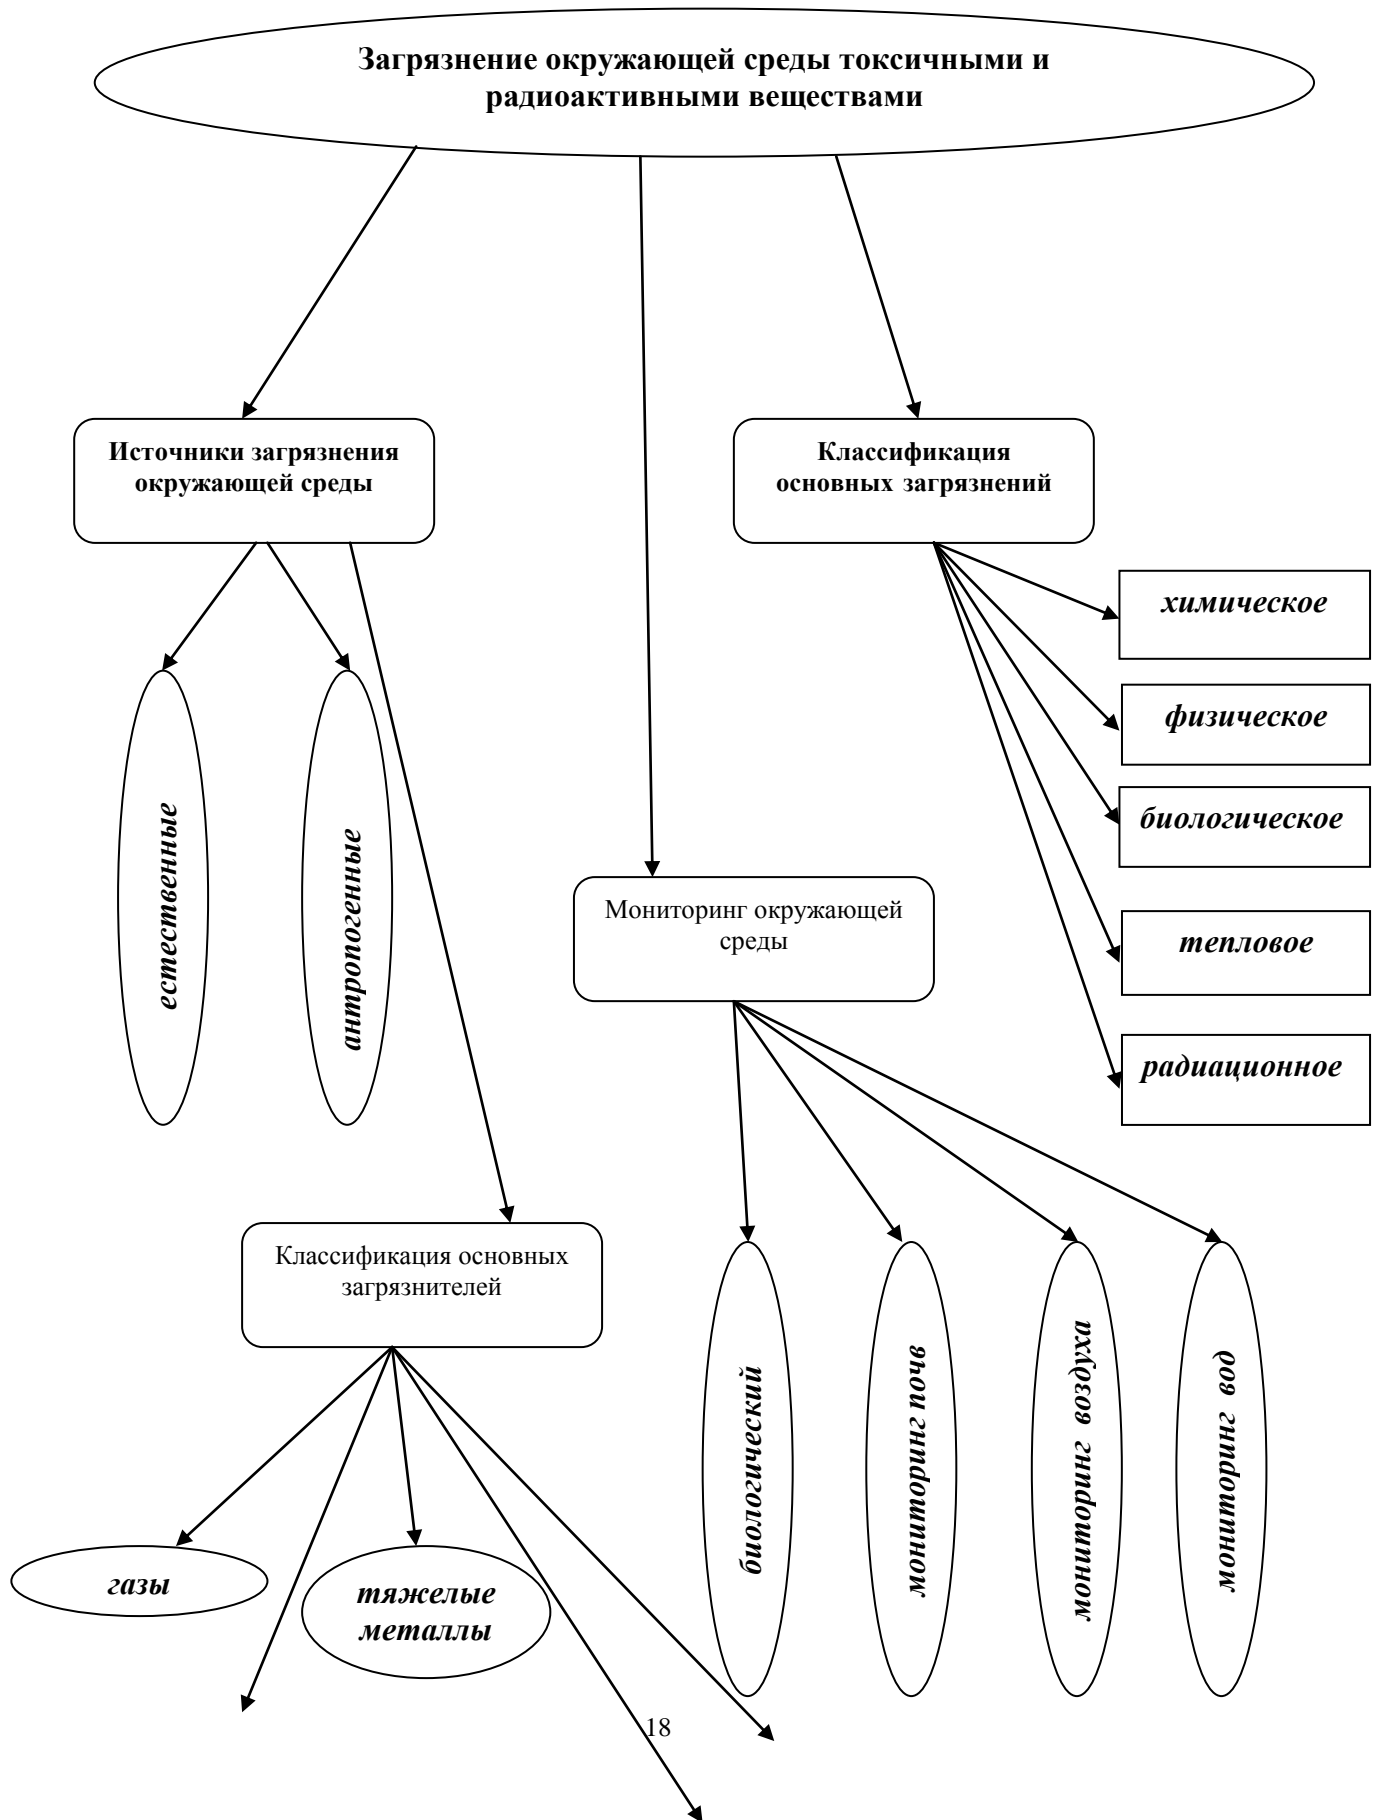 Загрязнение окружающей среды токсичными и
радиоактивными веществами
Источники загрязнения
окружающей среды
Классификация
основных загрязнений
химическое
физическое
биологическое
тепловое
радиационное
естественные
антропогенные
Мониторинг окружающей
среды
Классификация основных
загрязнителей
биологический
мониторинг почв
мониторинг воздуха
мониторинг вод
газы
тяжелые
металлы
18